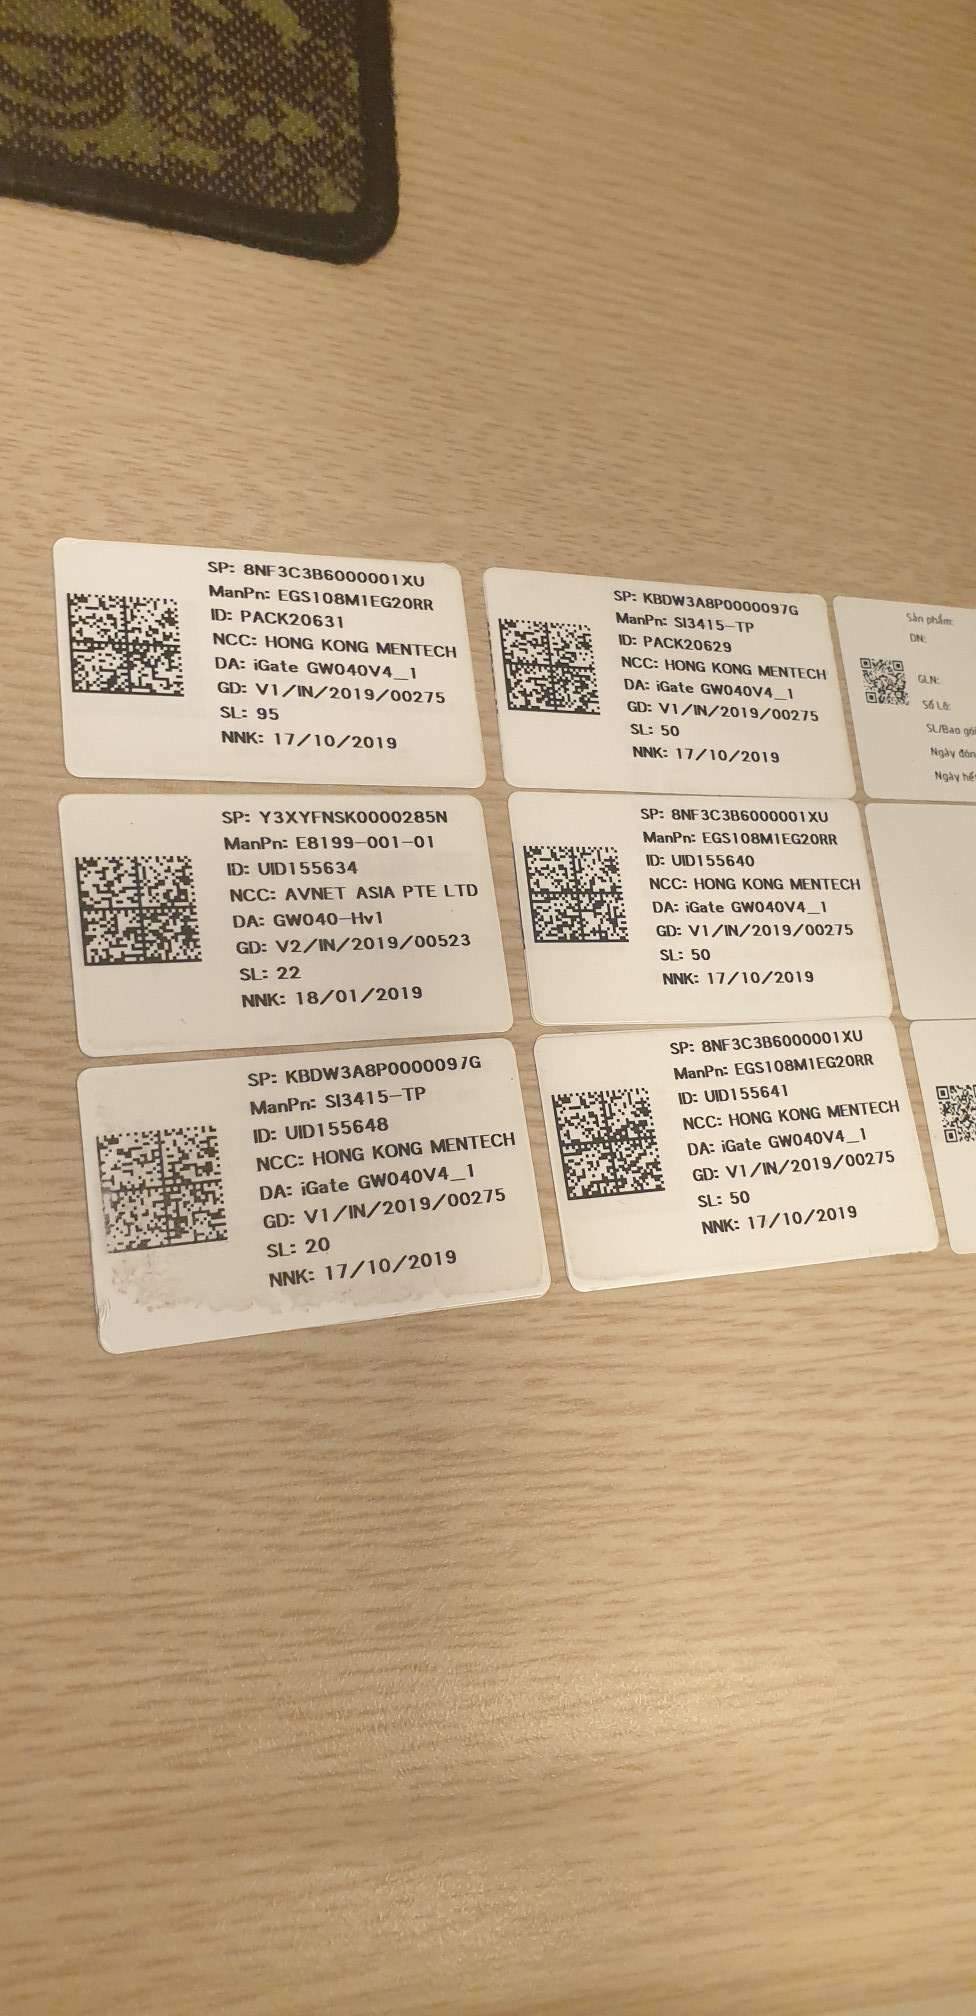 SP: 8NF3C3B6000001XU
ManPn: EGS108M1EG20RR
ID: PACK20631
NCC: HONG KONG MENTECH
DA: iGate GW040V4_1
GD: V1/IN/2019/00275
SL: 95
NNK: 17/10/2019
SP: KBDW3A8P0000097G
ManPn: SI3415-TP
ID: PACK20629
NCC: HONG KONG MENTECH
DA: iGate GW040V4_1
GD: V1/IN/2019/00275
SL: 50
NNK: 17/10/2019
Sản phẩm:
DN:
GLN:
Số Lô:
SL/Bao gói
Ngày đón
Ngày hế
SP: Y3XYFNSK0000285N
ManPn: E8199-001-01
ID: UID155634
NCC: AVNET ASIA PTE LTD
DA: GW040-Hv1
GD: V2/IN/2019/00523
SL: 22
NNK: 18/01/2019
SP: 8NF3C3B6000001XU
ManPn: EGS108M1EG20RR
ID: UID155640
NCC: HONG KONG MENTECH
DA: iGate GW040V4_1
GD: V1/IN/2019/00275
SL: 50
NNK: 17/10/2019
SP: KBDW3A8P0000097G
ManPn: SI3415-TP
ID: UID155648
NCC: HONG KONG MENTECH
DA: iGate GW040V4_1
GD: V1/IN/2019/00275
SL: 20
NNK: 17/10/2019
SP: 8NF3C3B6000001XU
ManPn: EGS108M1EG20RR
ID: UID155641
NCC: HONG KONG MENTECH
DA: iGate GW040V4_1
GD: V1/IN/2019/00275
SL: 50
NNK: 17/10/2019